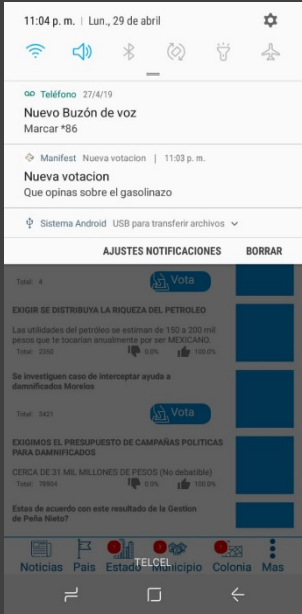 11:04 p. m. | Lun., 29 de abril
Teléfono 27/4/19
Nuevo Buzón de voz
Marcar *86
Manifest Nueva votacion | 11:03 p. m.
Nueva votacion
Que opinas sobre el gasolinazo
Sistema Android USB para transferir archivos
AJUSTES NOTIFICACIONES BORRAR
Total: 4 Vota
EXIGIR SE DISTRIBUYA LA RIQUEZA DEL PETROLEO
Las utilidades del petróleo se estiman de 150 a 200 mil
pesos que te tocarian anualmente por ser MEXICANO.
Total: 2350 0.0% 100.0%
Se investiguen caso de interceptar ayuda a
damnificados Morelos
Total: 3421 Vota
EXIGIMOS EL PRESUPUESTO DE CAMPAÑAS POLITICAS
PARA DAMNIFICADOS
CERCA DE 31 MIL MILLONES DE PESOS (No debatible)
Total: 79904 0.0% 100.0%
Estas de acuerdo con este resultado de la Gestion
de Peña Nieto?
TELCEL
Noticias Pais Estado Municipio Colonia Mas